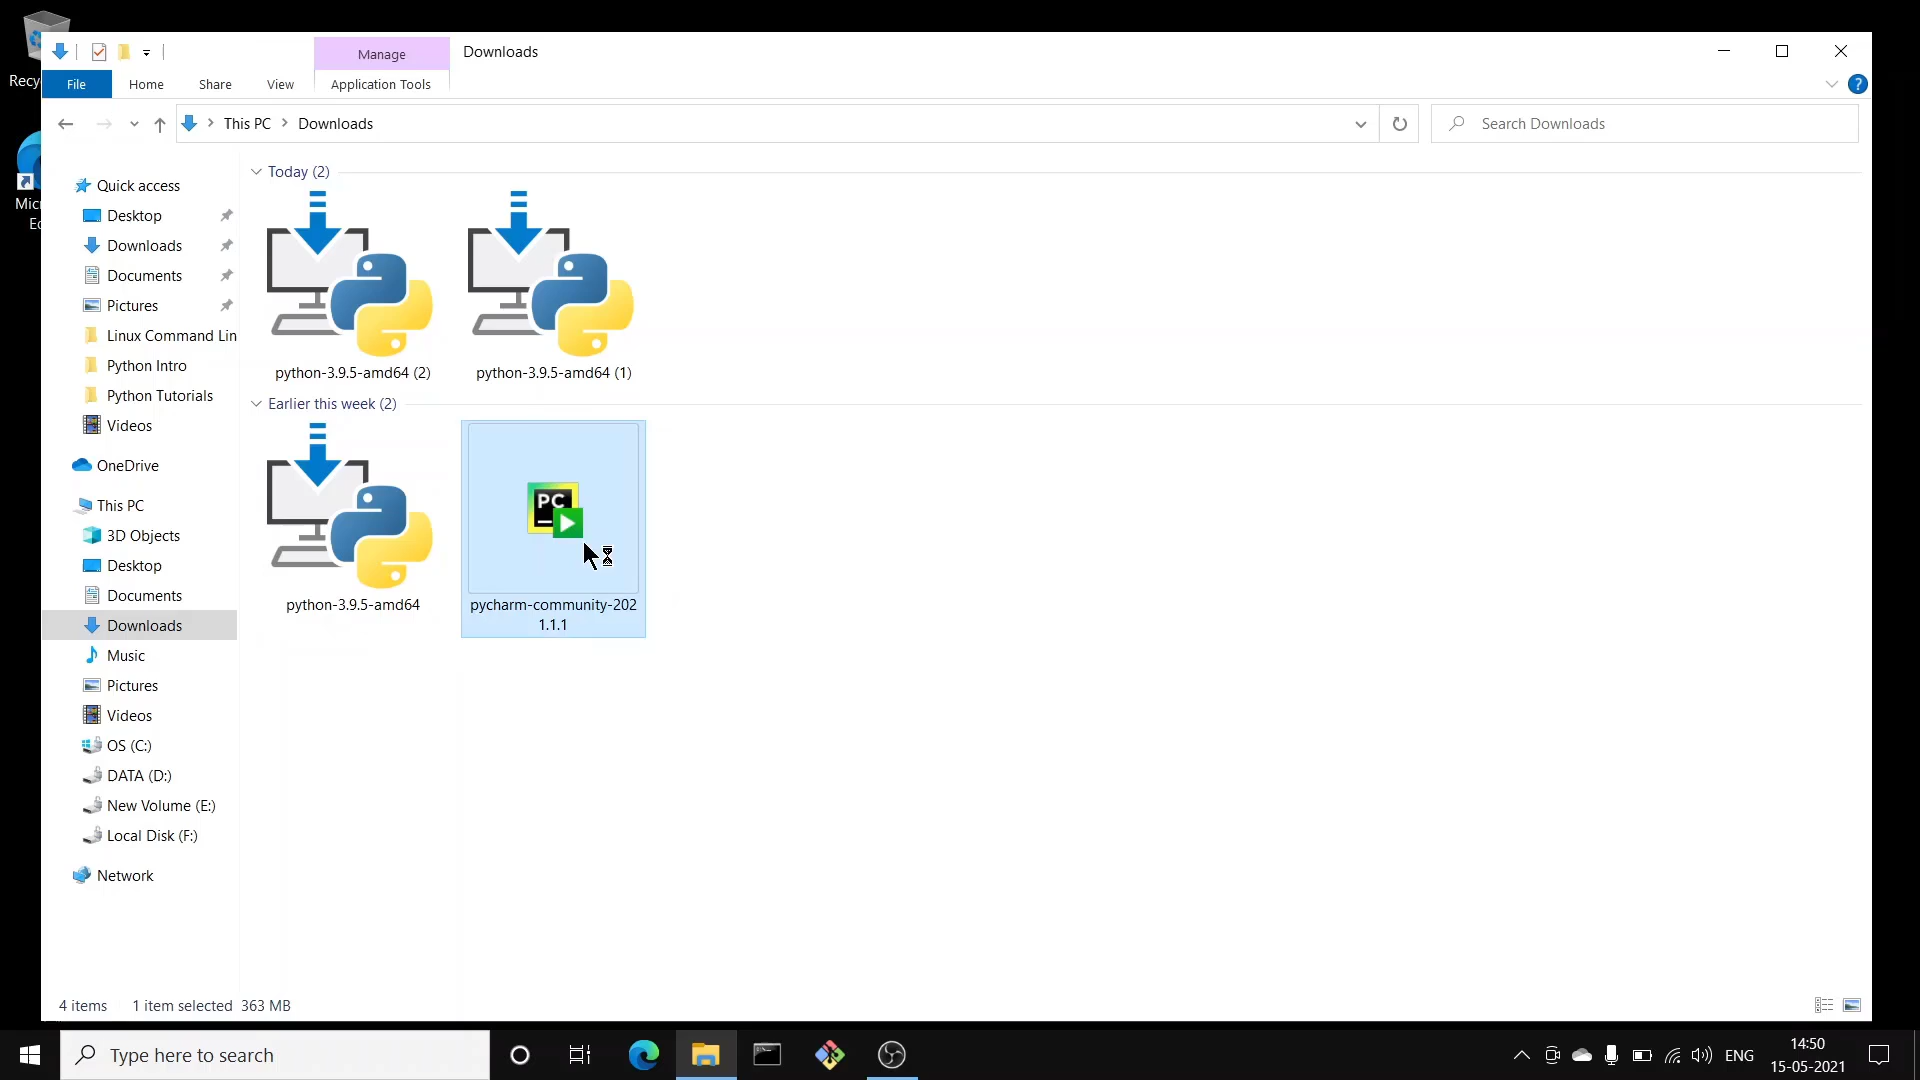 Recy
Manage
Downloads
File
Home
Share
View
Application Tools
?
This PC
Downloads
Search Downloads
Mic
Ed
Quick access
Desktop
Downloads
Documents
Pictures
Linux Command Lin
Python Intro
Python Tutorials
Videos
OneDrive
This PC
3D Objects
Desktop
Documents
Downloads
Music
Pictures
Videos
OS (C:)
DATA (D:)
New Volume (E:)
Local Disk (F:)
Network
Today (2)
python-3.9.5-amd64 (2)
python-3.9.5-amd64 (1)
Earlier this week (2)
python-3.9.5-amd64
PC
pycharm-community-202
1.1.1
4 items
1 item selected 363 MB
Type here to search
ENG
14:50
15-05-2021